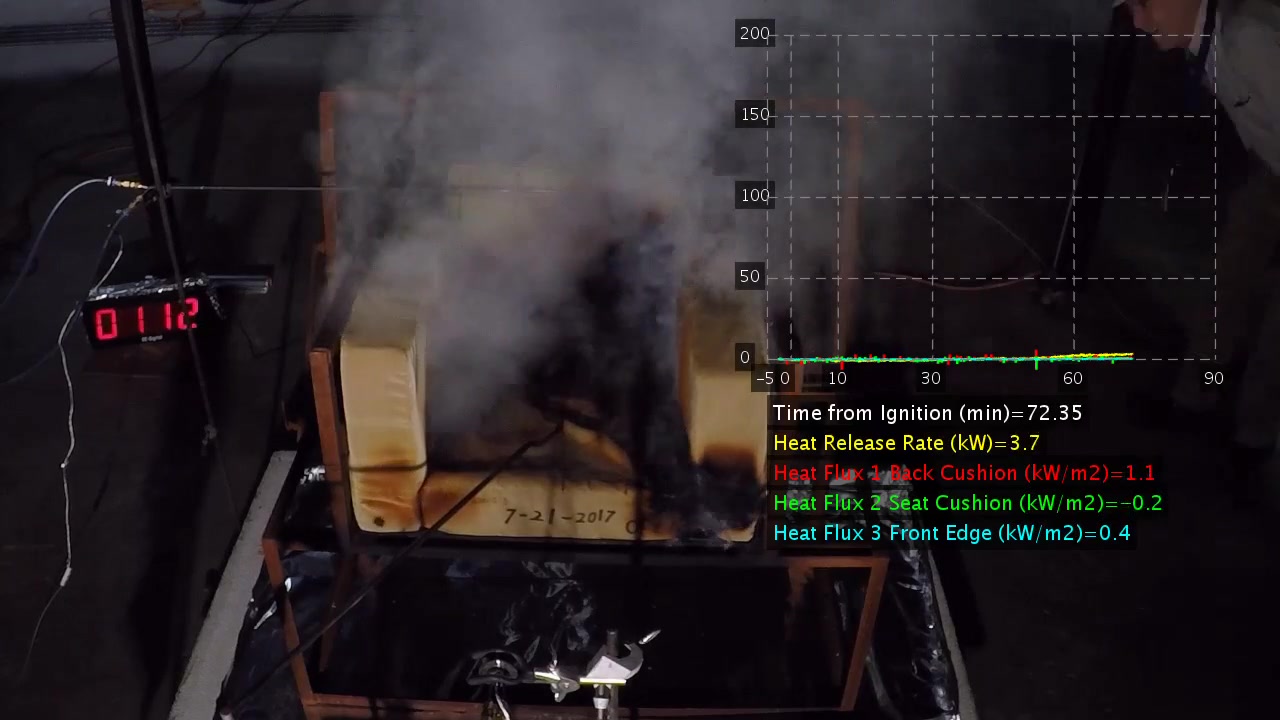 200
150
100
50
0
-5 0 10 30 60 90
Time from Ignition (min)=72.35
Heat Release Rate (kW)=3.7
Heat Flux 1 Back Cushion (kW/m2)=1.1
Heat Flux 2 Seat Cushion (kW/m2)=-0.2
Heat Flux 3 Front Edge (kW/m2)=0.4
0112
7-21-2017